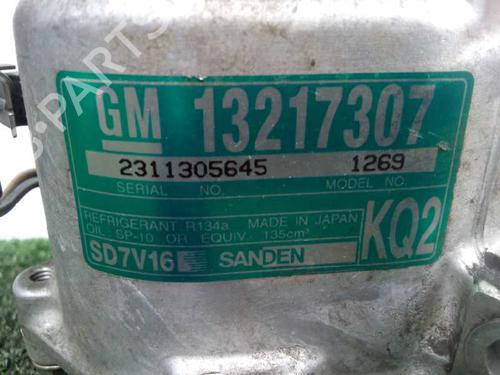 GM 13217307
2311305645 1269
SERIAL NO. MODEL NO.
REFRIGERANT R134a MADE IN JAPAN
OIL SP-10 OR EQUIV. 135cm³
KQ2
SD7V16 SANDEN